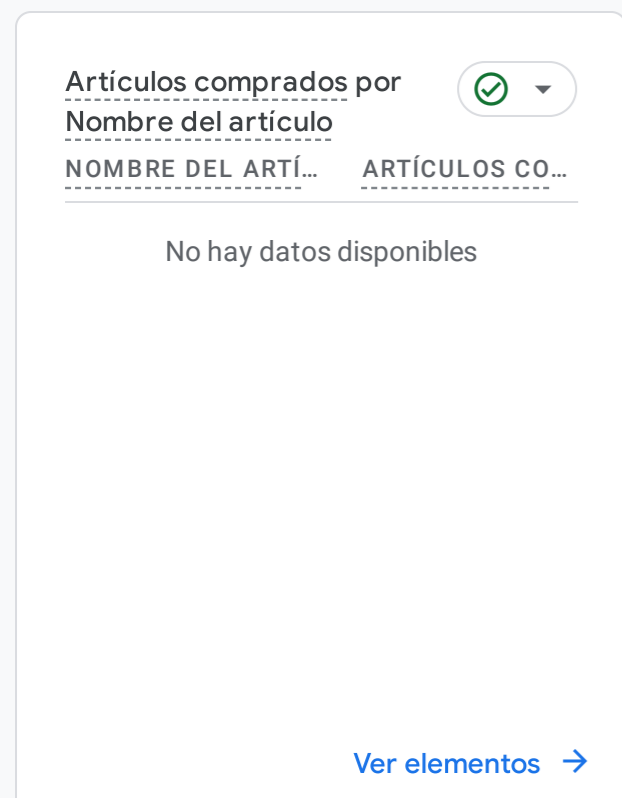 Artículos comprados por
Nombre del artículo
NOMBRE DEL ARTÍ… ARTÍCULOS CO…
No hay datos disponibles
Ver elementos